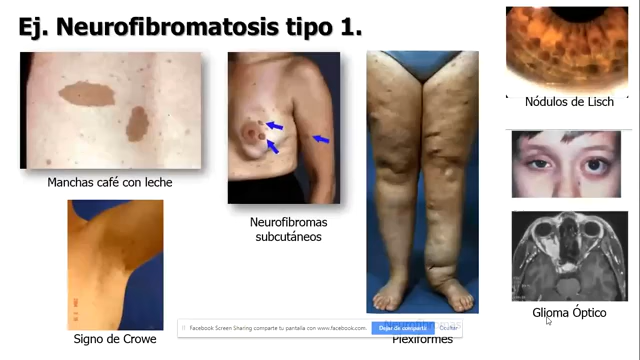 Ej. Neurofibromatosis tipo 1.
Nódulos de Lisch
Manchas café con leche
Neurofibromas
subcutáneos
Glioma Óptico
Facebook Screen Sharing comparte tu pantalla con www.facebook.com.
Dejar de compartir
Ocultar
Signo de Crowe
Plexiformes